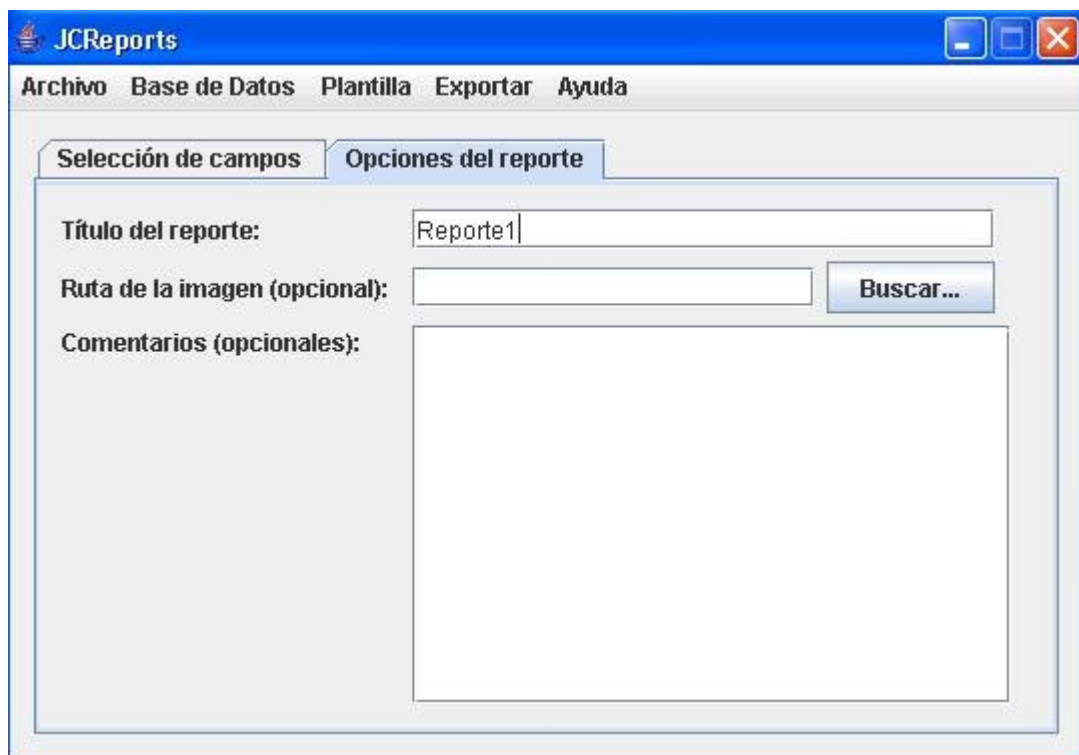 JCReports
Archivo Base de Datos Plantilla Exportar Ayuda
Selección de campos Opciones del reporte
Título del reporte: Reporte1
Ruta de la imagen (opcional): Buscar...
Comentarios (opcionales):